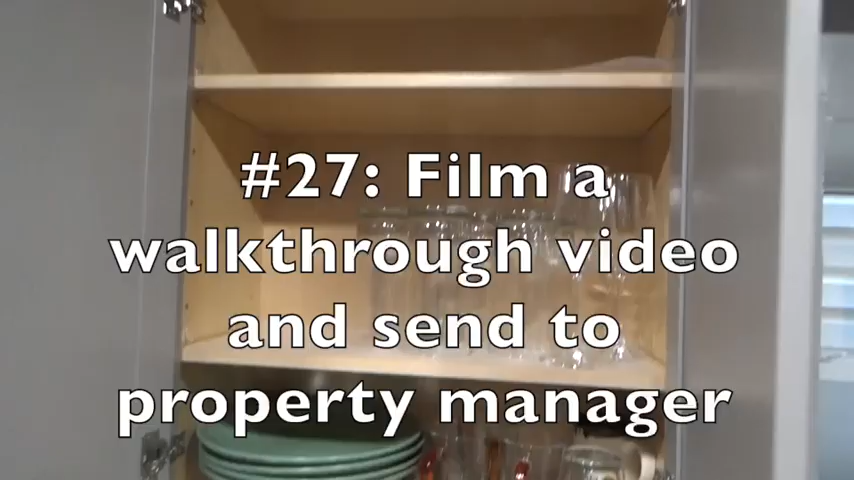 #27: Film a
walkthrough video
and send to
property manager